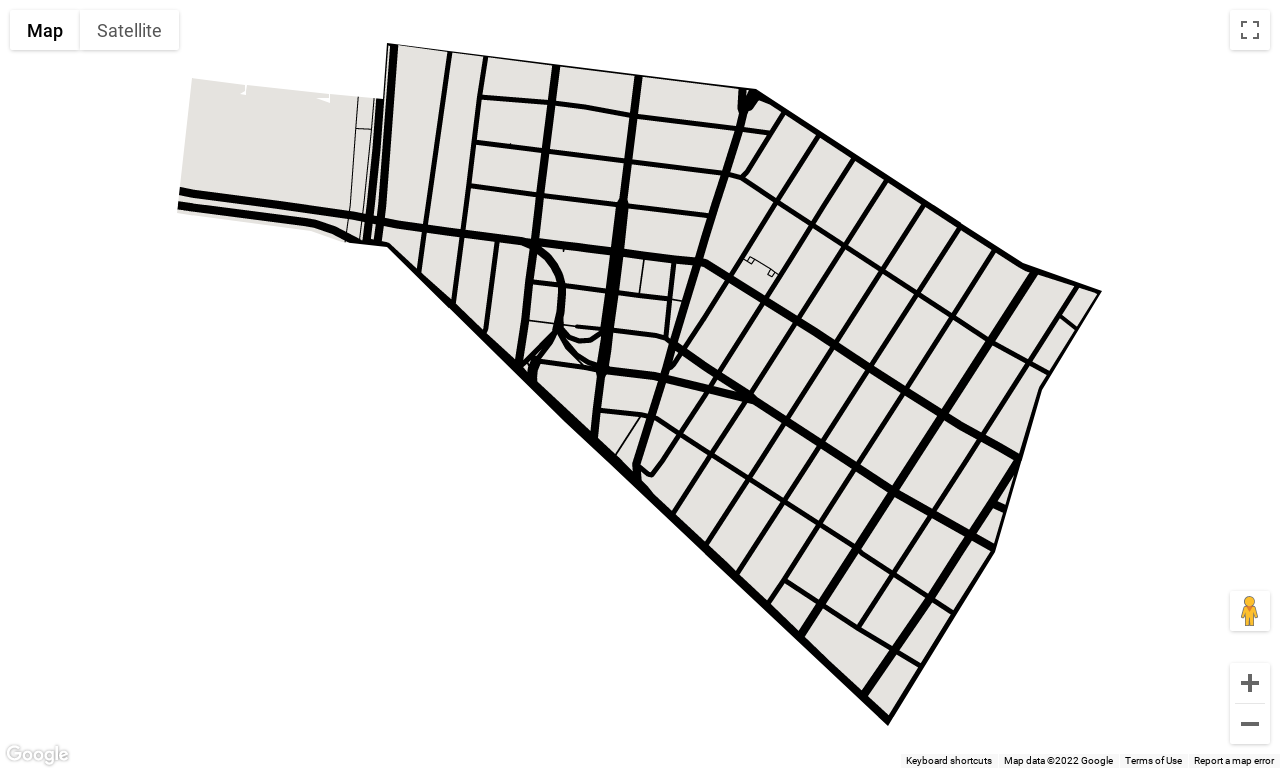 Map
Satellite
Google
Keyboard shortcuts
Map data ©2022 Google
Terms of Use
Report a map error